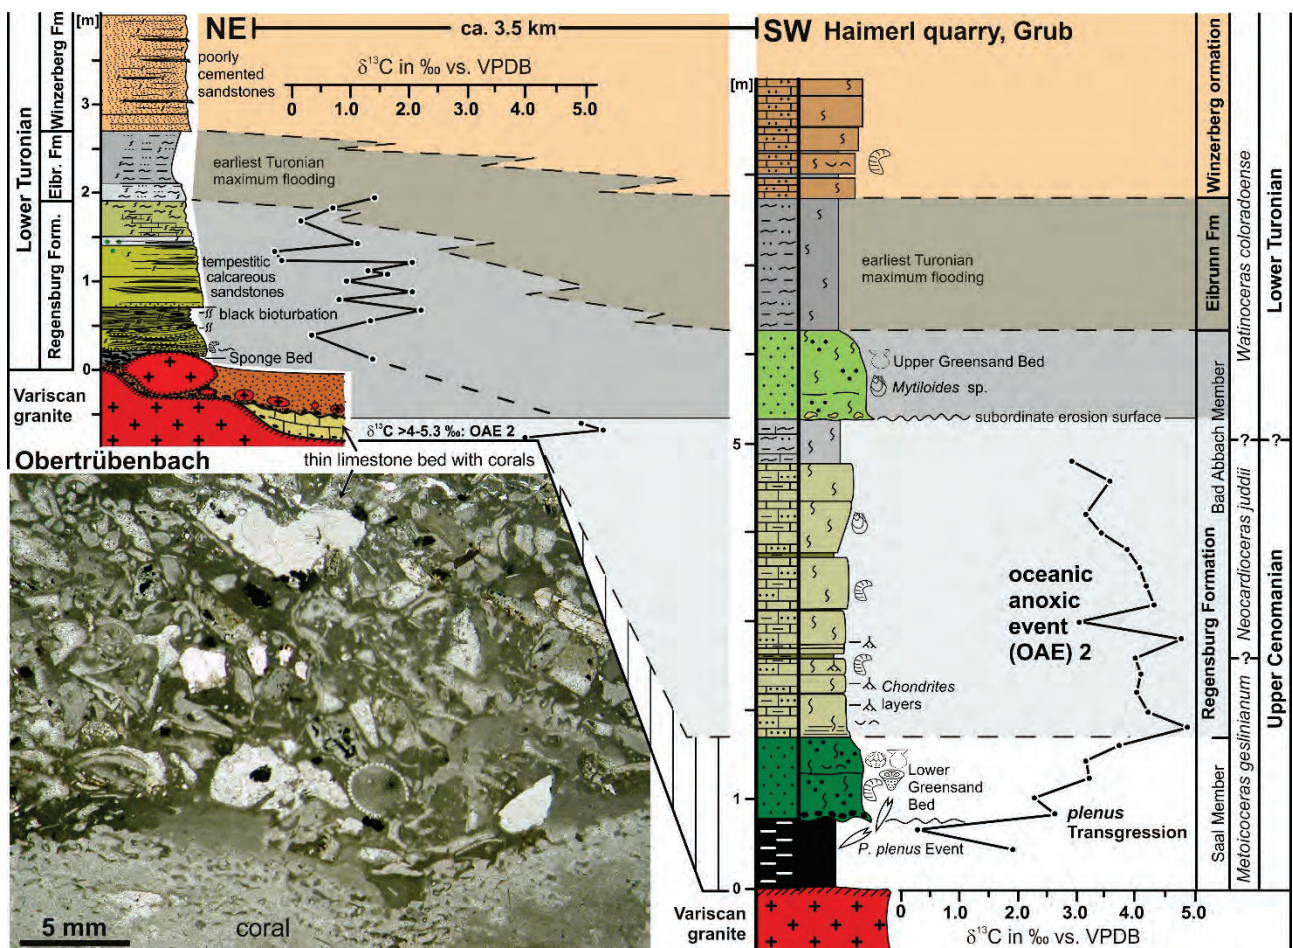 NE
ca. 3.5 km
SW Haimerl quarry, Grub
δ¹³C in ‰ vs. VPDB
0 1.0 2.0 3.0 4.0 5.0
[m]
3
2
1
0
Lower Turonian
Winzerberg Fm
Eibr. Fm
Regensburg Form.
poorly
cemented
sandstones
earliest Turonian
maximum flooding
tempestitic
calcareous
sandstones
black bioturbation
Sponge Bed
Variscan
granite
Obertrübenbach
δ¹³C >4-5.3 ‰: OAE 2
thin limestone bed with corals
5 mm
coral
[m]
5
1
0
earliest Turonian
maximum flooding
Upper Greensand Bed
Mytiloides sp.
subordinate erosion surface
oceanic
anoxic
event
(OAE) 2
Chondrites
layers
Lower
Greensand
Bed
plenus
Transgression
P. plenus Event
Variscan
granite
0 1.0 2.0 3.0 4.0 5.0
δ¹³C in ‰ vs. VPDB
Winzerberg ormation
Eibrunn Fm
Bad Abbach Member
Regensburg Formation
Saal Member
Watinoceras coloradoense
?
Neocardioceras juddii
?
Metoicoceras geslinianum
Lower Turonian
?
Upper Cenomanian